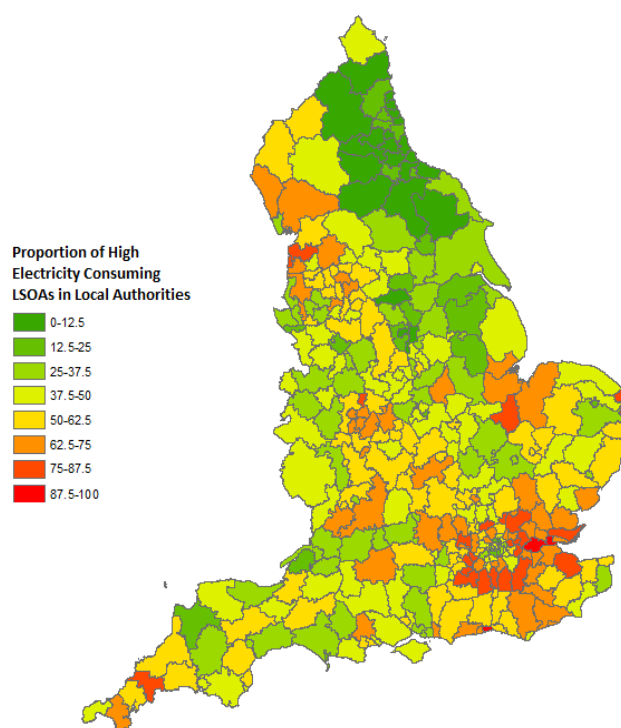 Proportion of High
Electricity Consuming
LSOAs in Local Authorities
0-12.5
12.5-25
25-37.5
37.5-50
50-62.5
62.5-75
75-87.5
87.5-100